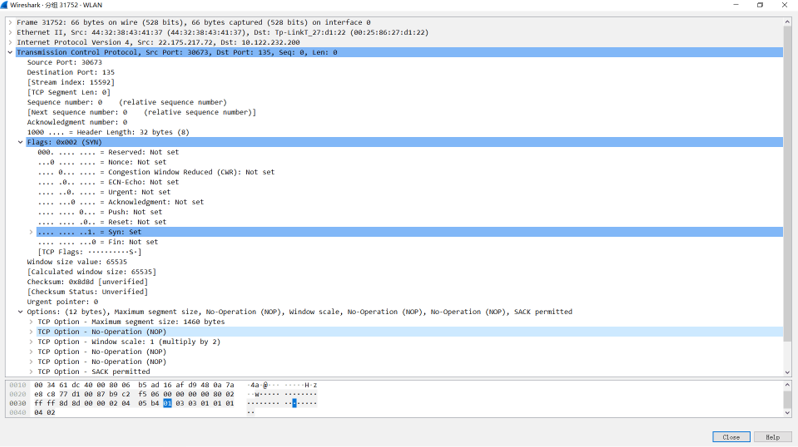 Wireshark · 分组 31752 · WLAN
Frame 31752: 66 bytes on wire (528 bits), 66 bytes captured (528 bits) on interface 0
Ethernet II, Src: 44:32:38:43:41:37 (44:32:38:43:41:37), Dst: Tp-LinkT_27:d1:22 (00:25:86:27:d1:22)
Internet Protocol Version 4, Src: 22.175.217.72, Dst: 10.122.232.200
Transmission Control Protocol, Src Port: 30673, Dst Port: 135, Seq: 0, Len: 0
Source Port: 30673
Destination Port: 135
[Stream index: 15592]
[TCP Segment Len: 0]
Sequence number: 0 (relative sequence number)
[Next sequence number: 0 (relative sequence number)]
Acknowledgment number: 0
1000 .... = Header Length: 32 bytes (8)
Flags: 0x002 (SYN)
000. .... .... = Reserved: Not set
...0 .... .... = Nonce: Not set
.... 0... .... = Congestion Window Reduced (CWR): Not set
.... .0.. .... = ECN-Echo: Not set
.... ..0. .... = Urgent: Not set
.... ...0 .... = Acknowledgment: Not set
.... .... 0... = Push: Not set
.... .... .0.. = Reset: Not set
.... .... ..1. = Syn: Set
.... .... ...0 = Fin: Not set
[TCP Flags: ··········S·]
Window size value: 65535
[Calculated window size: 65535]
Checksum: 0x8d8d [unverified]
[Checksum Status: Unverified]
Urgent pointer: 0
Options: (12 bytes), Maximum segment size, No-Operation (NOP), Window scale, No-Operation (NOP), No-Operation (NOP), SACK permitted
TCP Option - Maximum segment size: 1460 bytes
TCP Option - No-Operation (NOP)
TCP Option - Window scale: 1 (multiply by 2)
TCP Option - No-Operation (NOP)
TCP Option - No-Operation (NOP)
TCP Option - SACK permitted
0010 00 34 61 dc 40 00 80 06 b5 ad 16 af d9 48 0a 7a ·4a·@··· ·····H·z
0020 e8 c8 77 d1 00 87 b9 c2 f5 06 00 00 00 00 80 02 ··w····· ········
0030 ff ff 8d 8d 00 00 02 04 05 b4 01 03 03 01 01 01 ········ ········
0040 04 02 ··
Close Help